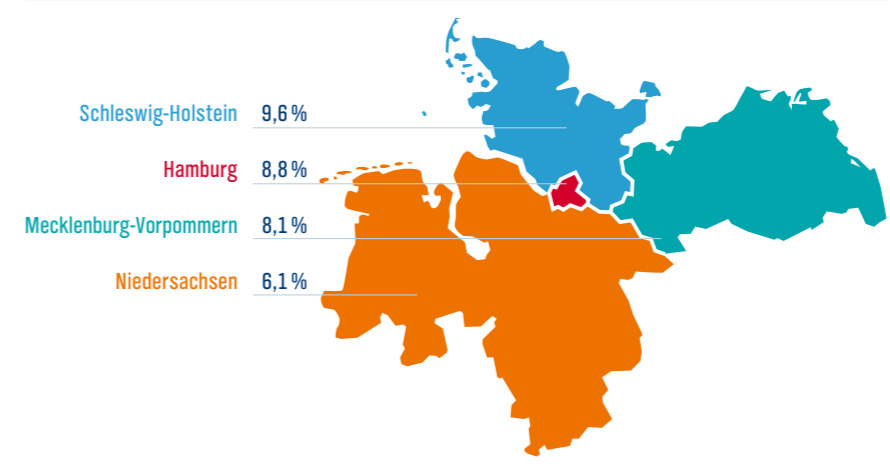 Schleswig-Holstein 9,6 %
Hamburg 8,8 %
Mecklenburg-Vorpommern 8,1 %
Niedersachsen 6,1 %